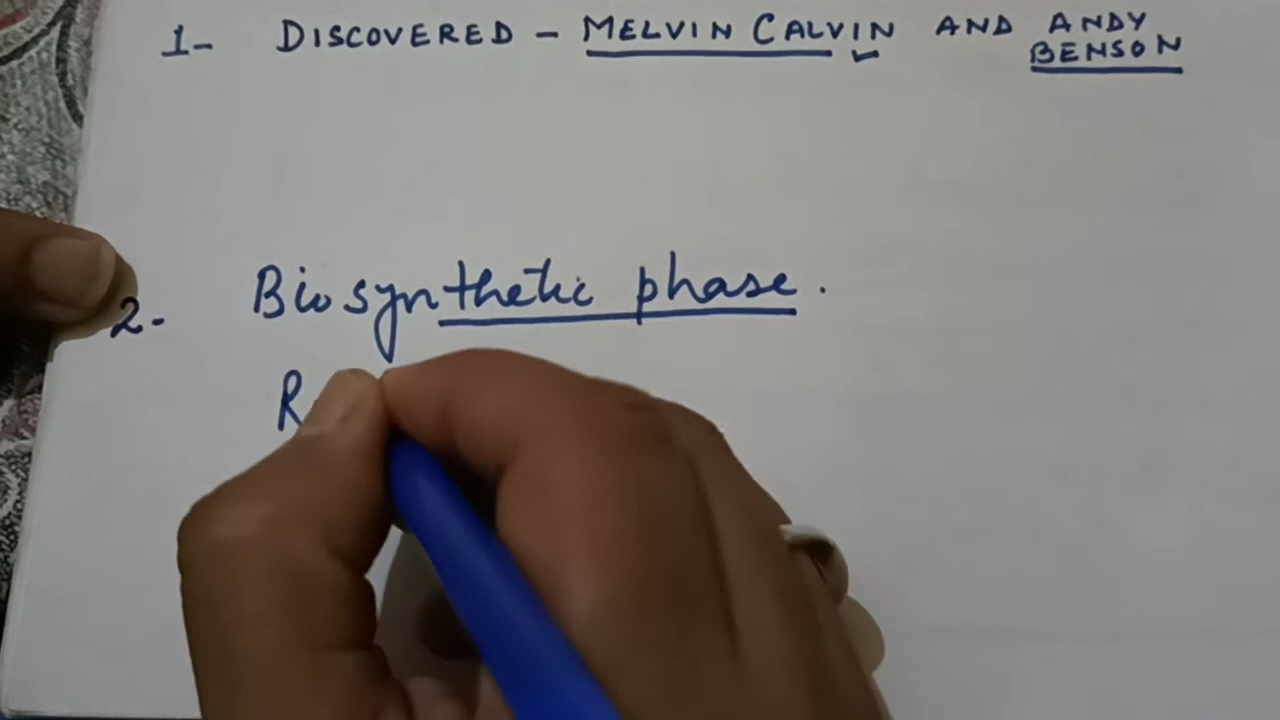 1- DISCOVERED - MELVIN CALVIN AND ANDY
BENSON
2- Biosynthetic phase.
R